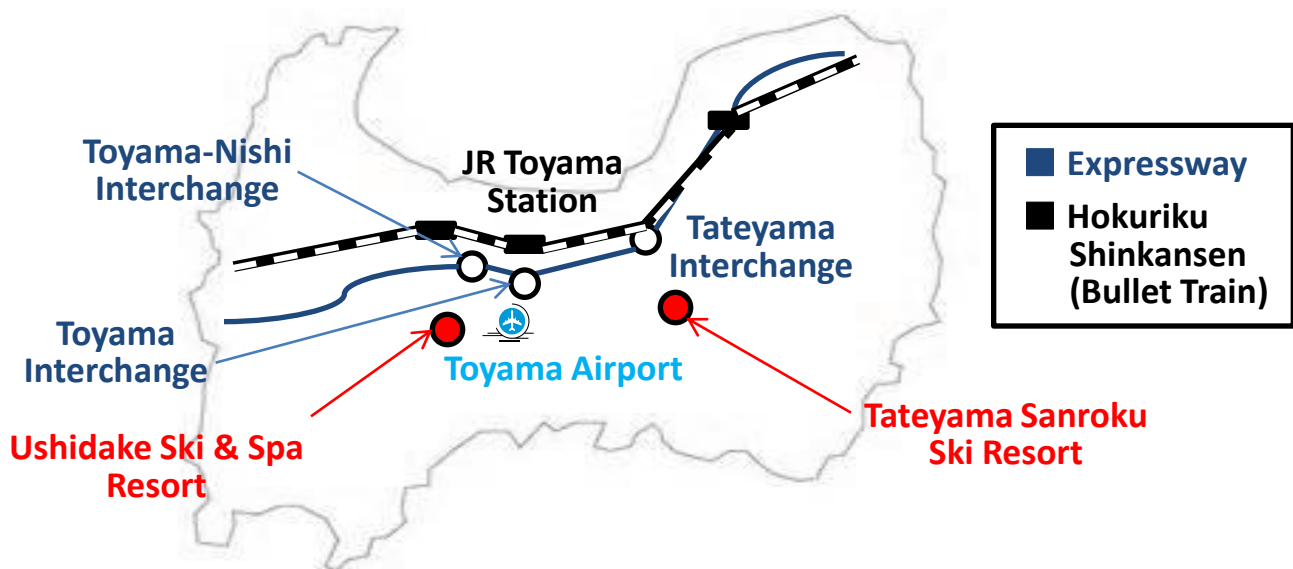 Toyama-Nishi
Interchange
JR Toyama
Station
Tateyama
Interchange
Toyama
Interchange
Toyama Airport
Ushidake Ski & Spa
Resort
Tateyama Sanroku
Ski Resort
Expressway
Hokuriku
Shinkansen
(Bullet Train)